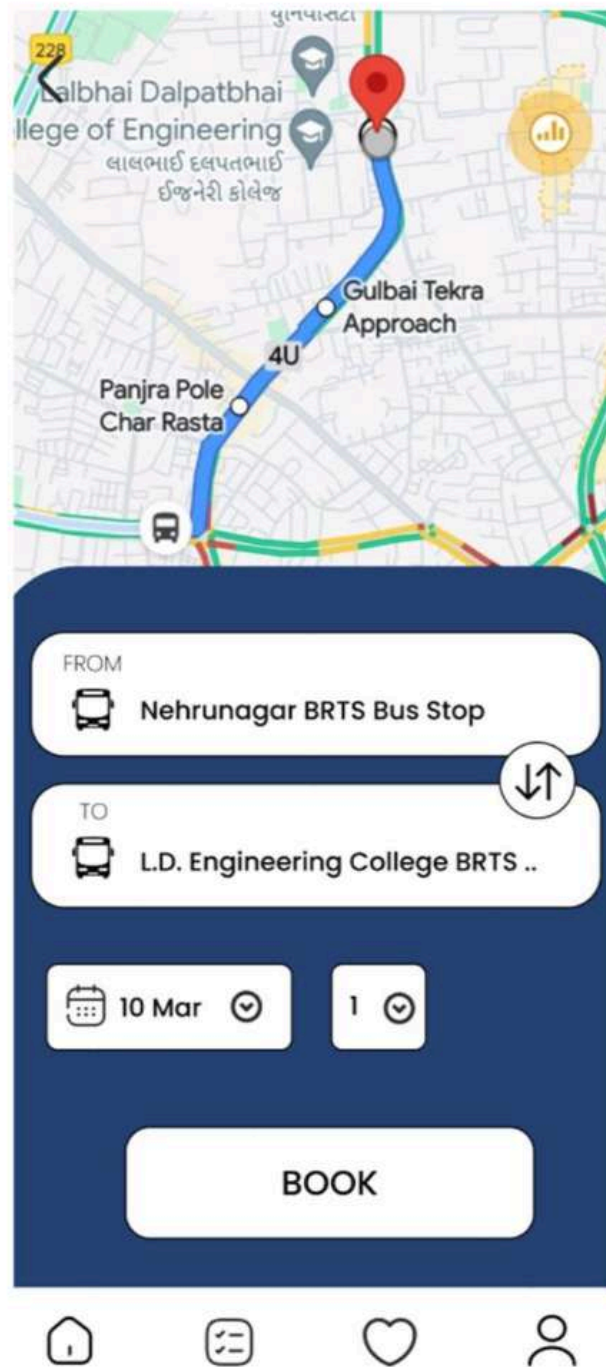 યુનિવર્સિટી
228
Lalbhai Dalpatbhai
llege of Engineering
લાલભાઈ દલપતભાઈ
ઈજનેરી કોલેજ
Gulbai Tekra
Approach
4U
Panjra Pole
Char Rasta
FROM
Nehrunagar BRTS Bus Stop
TO
L.D. Engineering College BRTS ..
10 Mar
1
BOOK